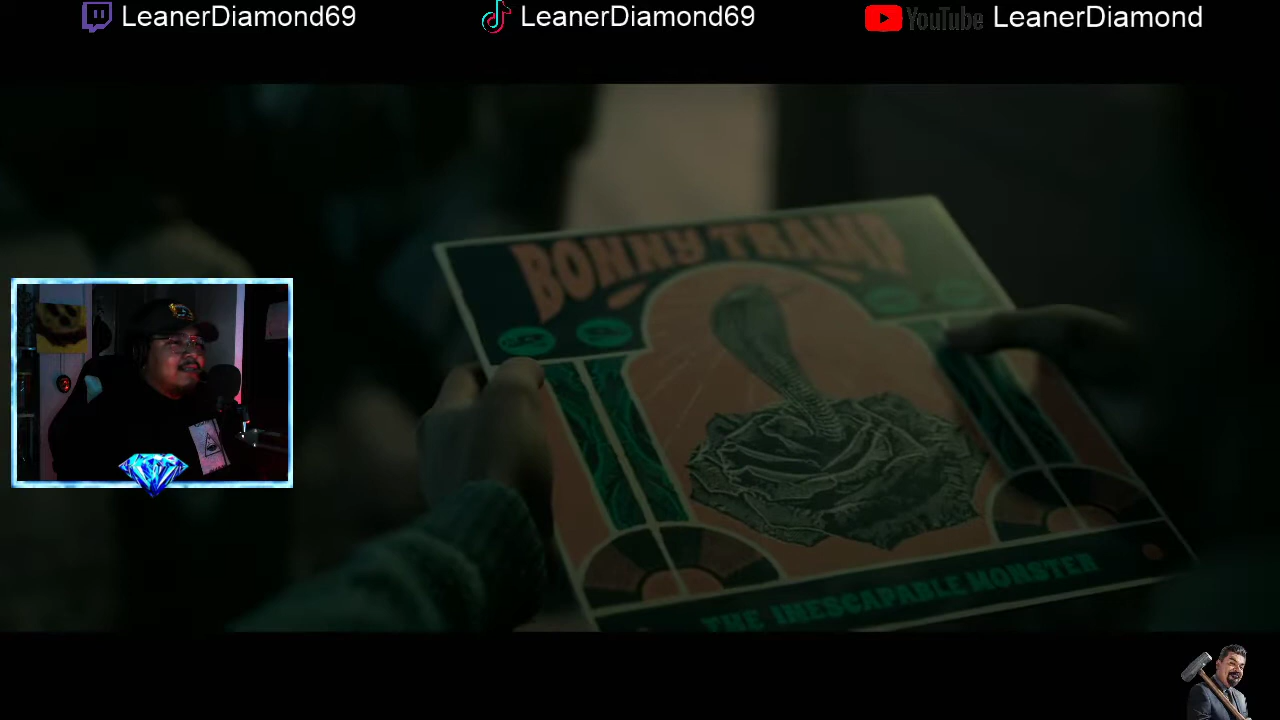 LeanerDiamond69
LeanerDiamond69
YouTube LeanerDiamond
BONNY TRAMP
THE INESCAPABLE MONSTER